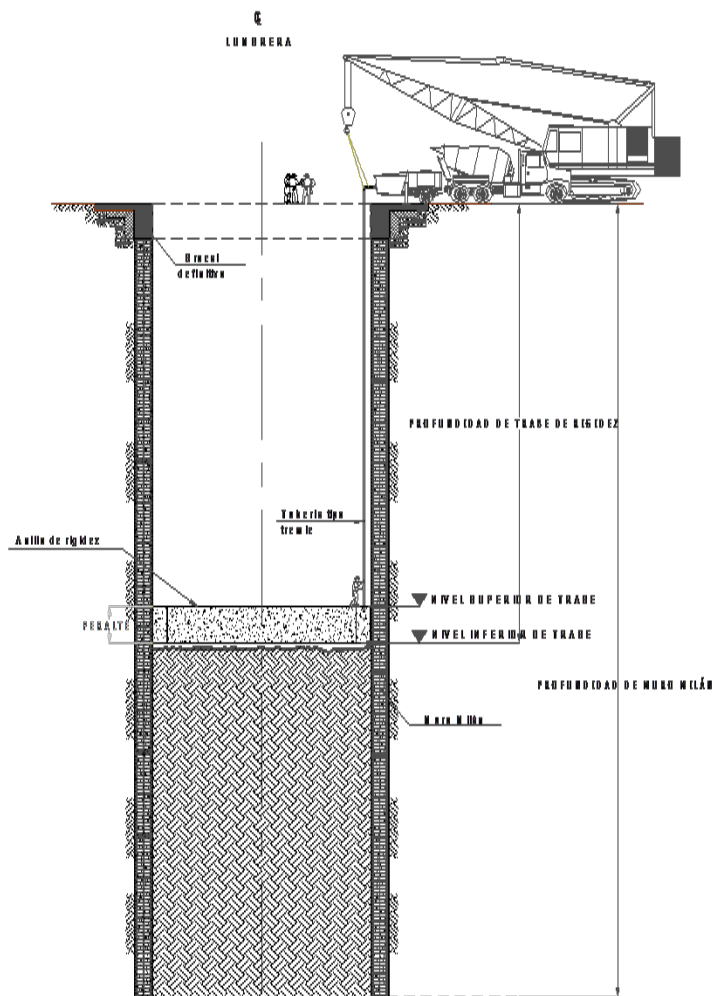 LUMBRERA
Brocal
definitivo
PROFUNDIDAD DE TRABE DE RIGIDEZ
Tubería tipo
tremie
Anillo de rigidez
NIVEL SUPERIOR DE TRABE
PERALTE
NIVEL INFERIOR DE TRABE
PROFUNDIDAD DE MURO MILÁN
Muro Milán